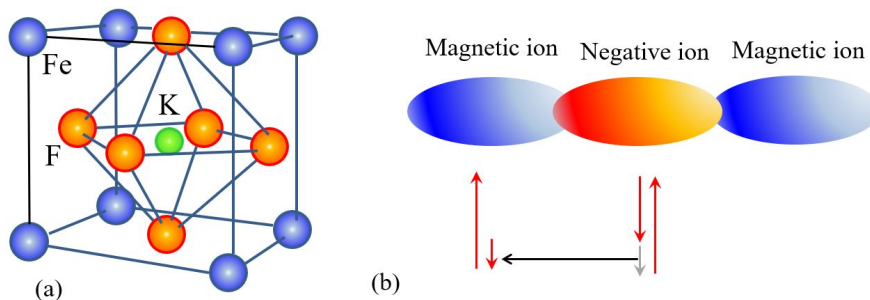 Fe
K
F
(a)
Magnetic ion
Negative ion
Magnetic ion
(b)